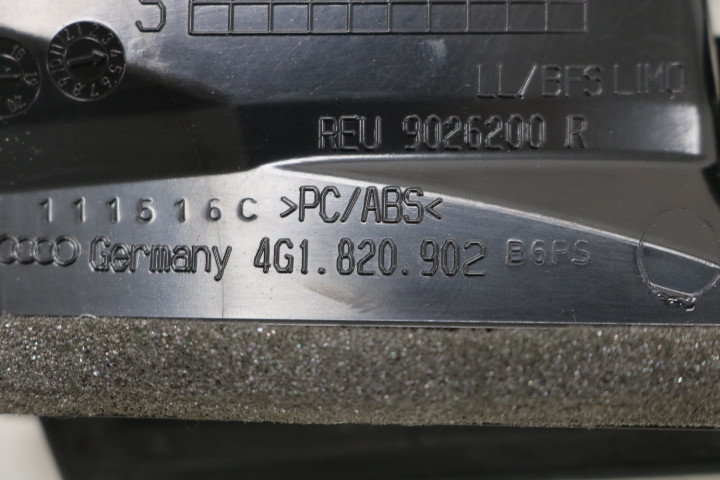 LL/BFS LIMO
REU 9026200 R
111516C >PC/ABS<
Germany 4G1.820.902 B6PS